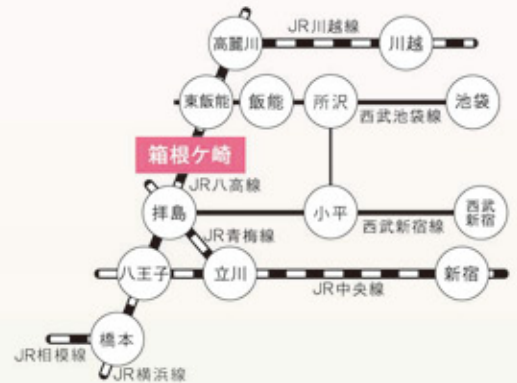 JR川越線
高麗川
川越
東飯能
飯能
所沢
池袋
西武池袋線
箱根ケ崎
JR八高線
拝島
小平
西武新宿線
西武
新宿
JR青梅線
八王子
立川
新宿
JR中央線
橋本
JR相模線
JR横浜線